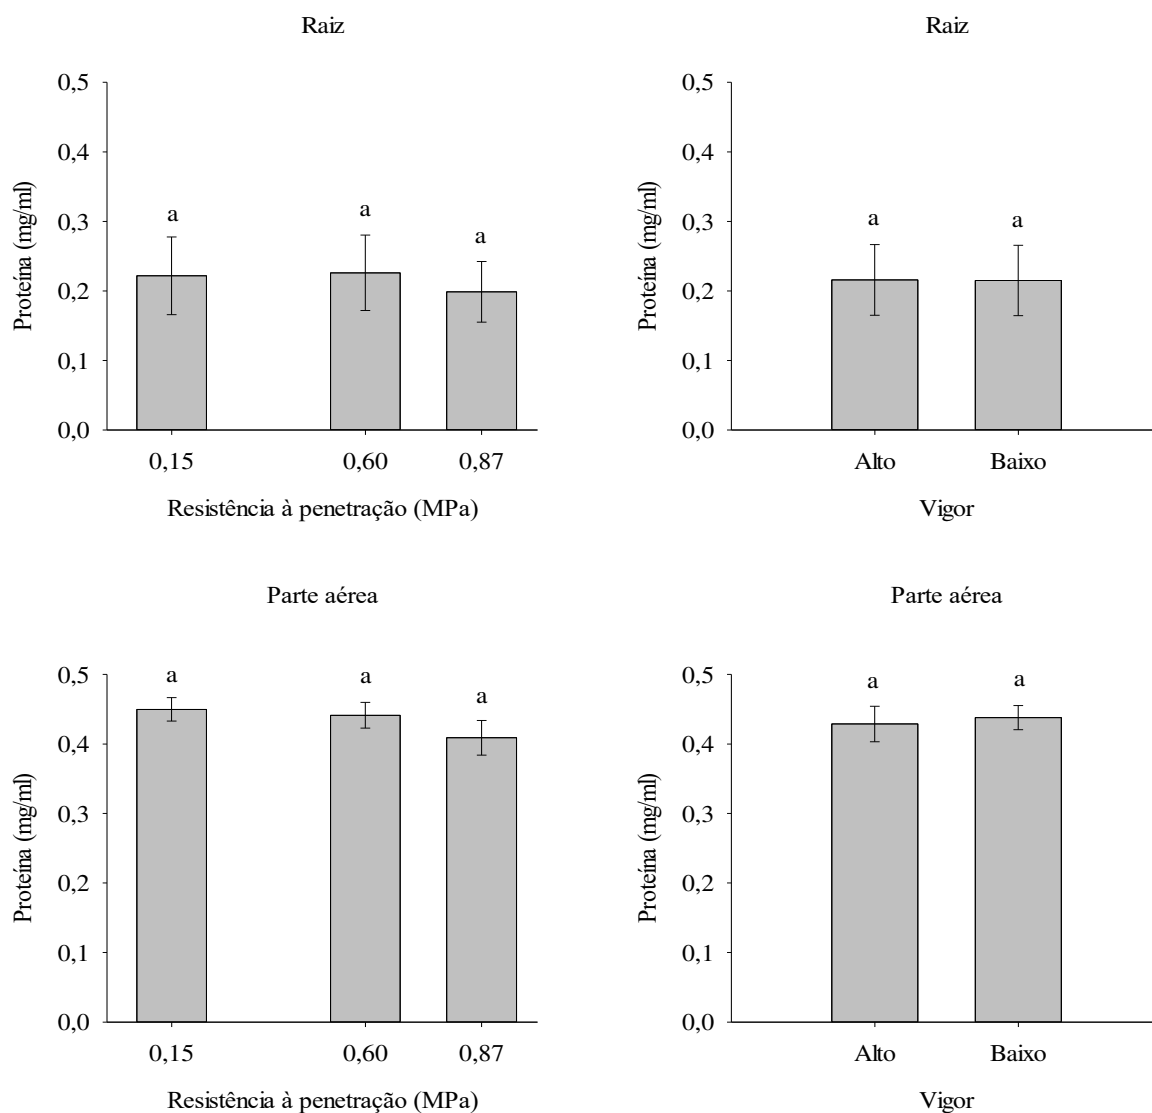 Raiz
0,5
0,4
0,3
0,2
0,1
0,0
Proteína (mg/ml)
a
a
a
0,15
0,60
0,87
Resistência à penetração (MPa)
Raiz
0,5
0,4
0,3
0,2
0,1
0,0
Proteína (mg/ml)
a
a
Alto
Baixo
Vigor
Parte aérea
0,5
0,4
0,3
0,2
0,1
0,0
Proteína (mg/ml)
a
a
a
0,15
0,60
0,87
Resistência à penetração (MPa)
Parte aérea
0,5
0,4
0,3
0,2
0,1
0,0
Proteína (mg/ml)
a
a
Alto
Baixo
Vigor